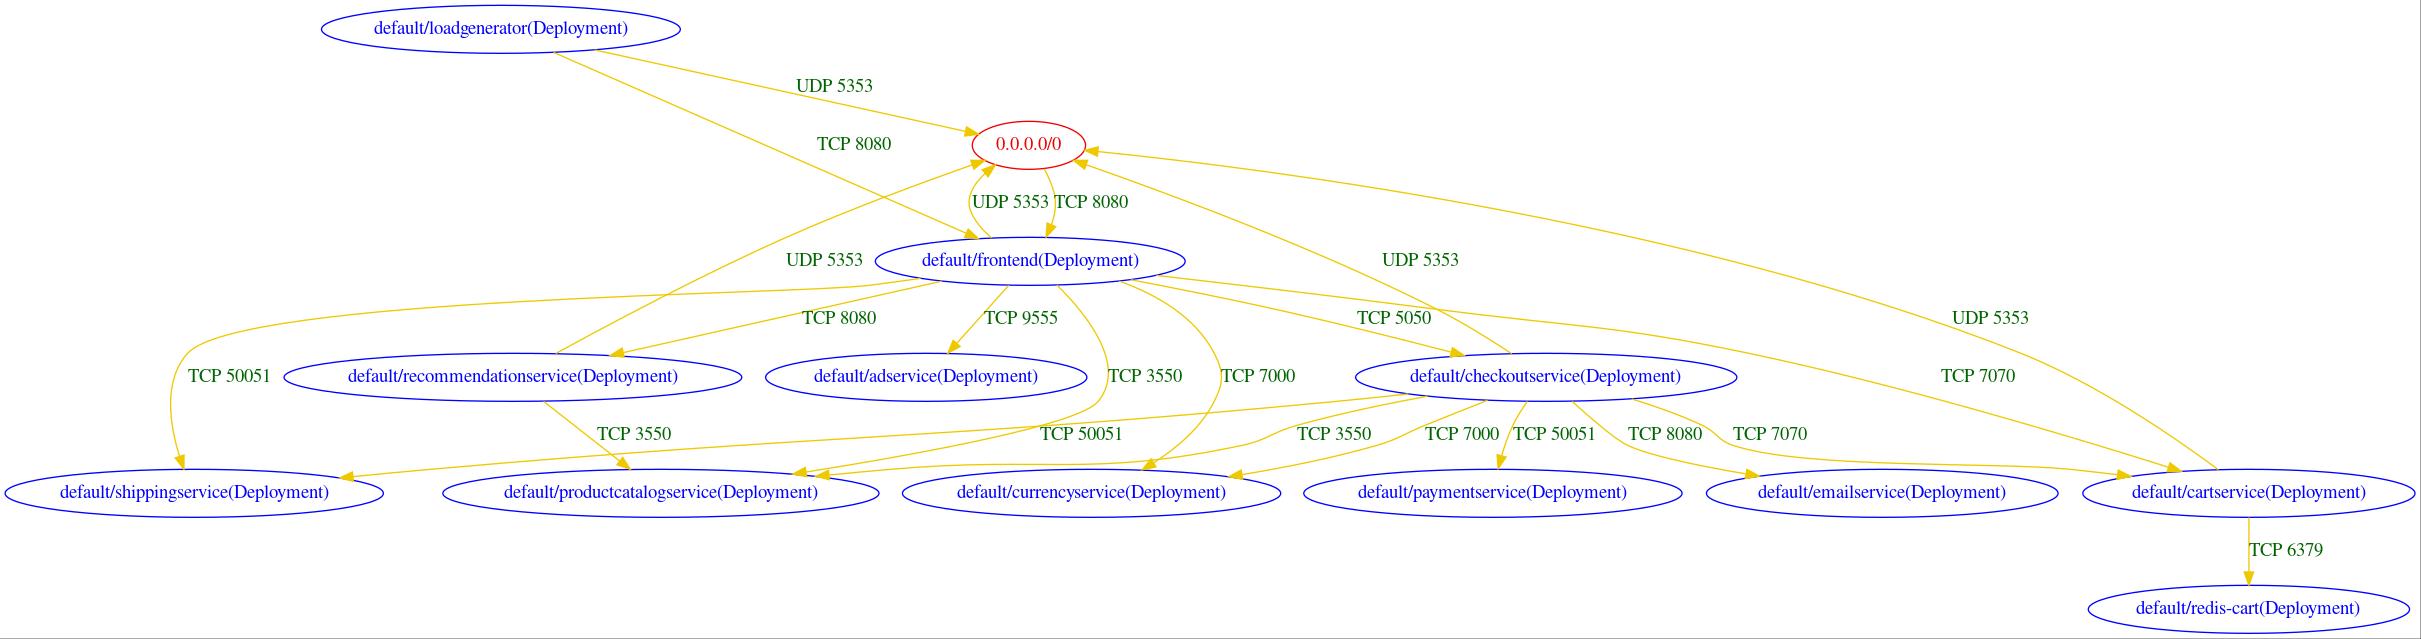 default/loadgenerator(Deployment)
UDP 5353
TCP 8080
0.0.0.0/0
UDP 5353
TCP 8080
UDP 5353
default/frontend(Deployment)
UDP 5353
TCP 8080
TCP 9555
TCP 5050
UDP 5353
TCP 50051
default/recommendationservice(Deployment)
default/adservice(Deployment)
TCP 3550
TCP 7000
default/checkoutservice(Deployment)
TCP 7070
TCP 3550
TCP 50051
TCP 3550
TCP 7000
TCP 50051
TCP 8080
TCP 7070
default/shippingservice(Deployment)
default/productcatalogservice(Deployment)
default/currencyservice(Deployment)
default/paymentservice(Deployment)
default/emailservice(Deployment)
default/cartservice(Deployment)
TCP 6379
default/redis-cart(Deployment)